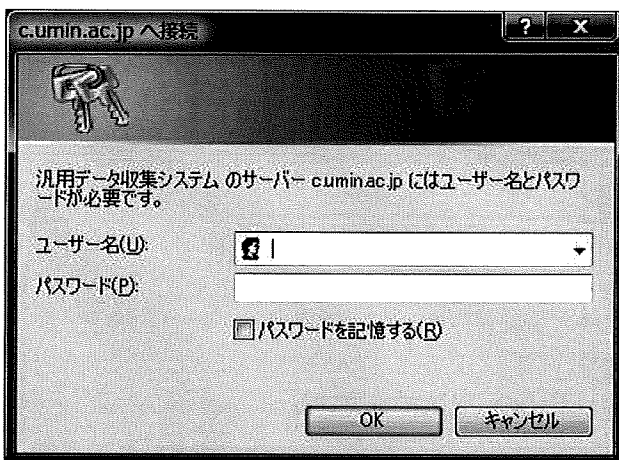 c.umin.ac.jp へ接続
? X
汎用データ収集システム のサーバー c.umin.ac.jp にはユーザー名とパスワ
ードが必要です。
ユーザー名(U):
パスワード(P):
パスワードを記憶する(R)
OK キャンセル